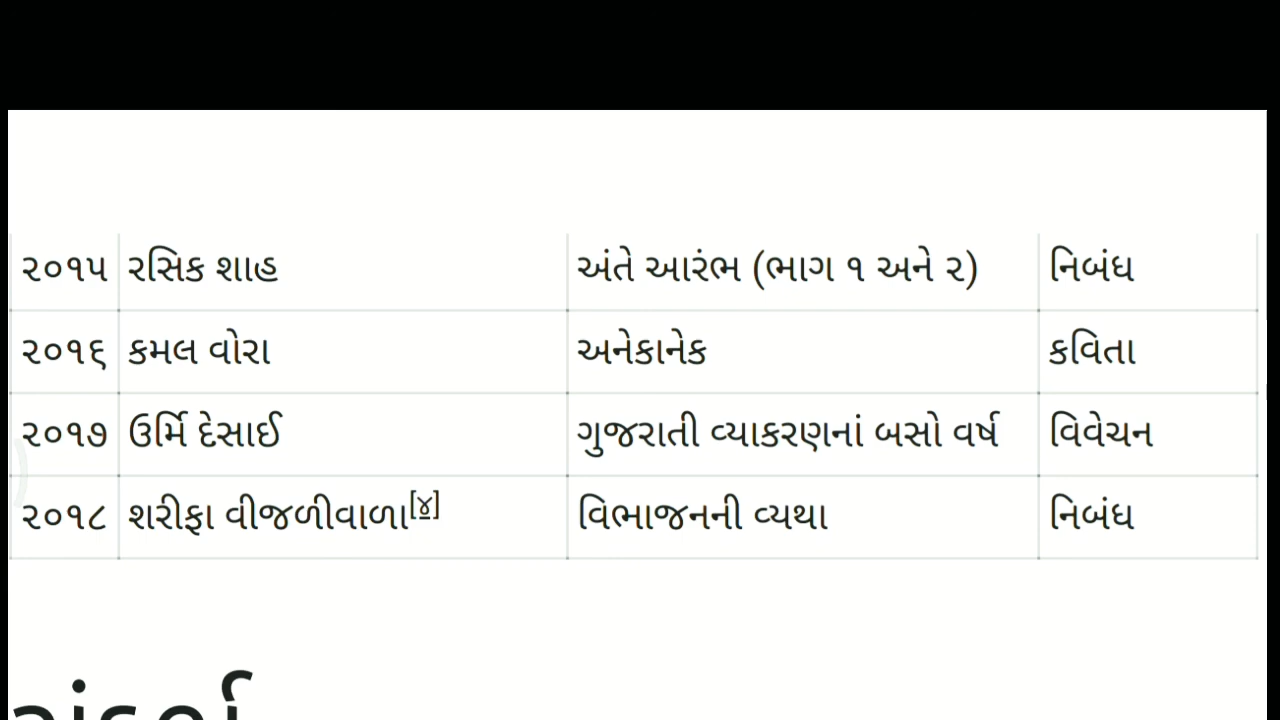 ૨૦૧૫ રસિક શાહ અંતે આરંભ (ભાગ ૧ અને ૨) નિબંધ
૨૦૧૬ કમલ વોરા અનેકાનેક કવિતા
૨૦૧૭ ઉર્મિ દેસાઈ ગુજરાતી વ્યાકરણનાં બસો વર્ષ વિવેચન
૨૦૧૮ શરીફા વીજળીવાળા[૪] વિભાજનની વ્યથા નિબંધ